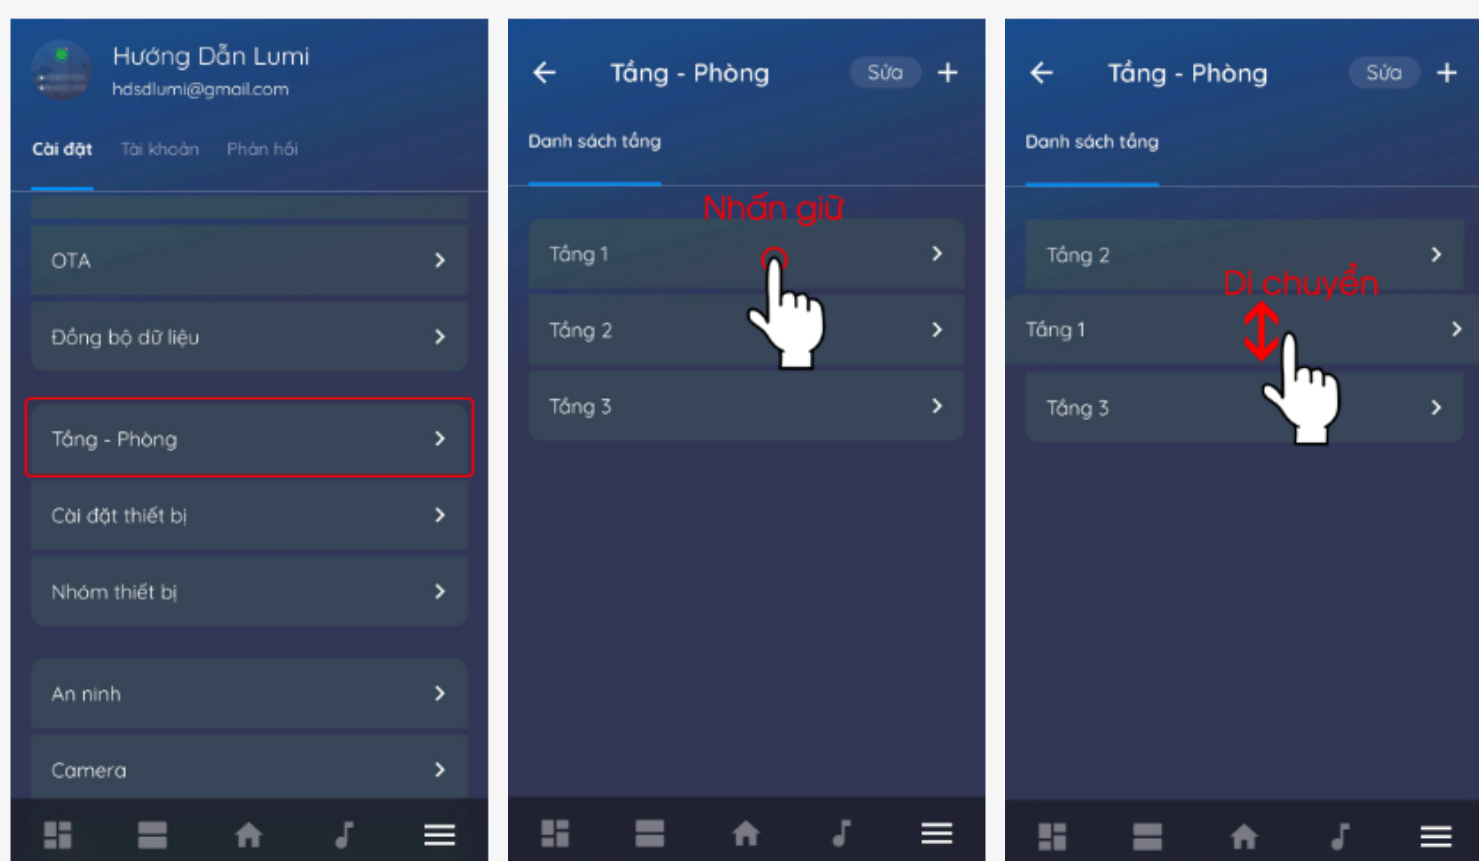 Hướng Dẫn Lumi
hdsdlumi@gmail.com
Cài đặt Tài khoản Phản hồi
OTA
Đồng bộ dữ liệu
Tầng - Phòng
Cài đặt thiết bị
Nhóm thiết bị
An ninh
Camera
Tầng - Phòng Sửa +
Danh sách tầng
Nhấn giữ
Tầng 1
Tầng 2
Tầng 3
Tầng - Phòng Sửa +
Danh sách tầng
Tầng 2
Di chuyển
Tầng 1
Tầng 3